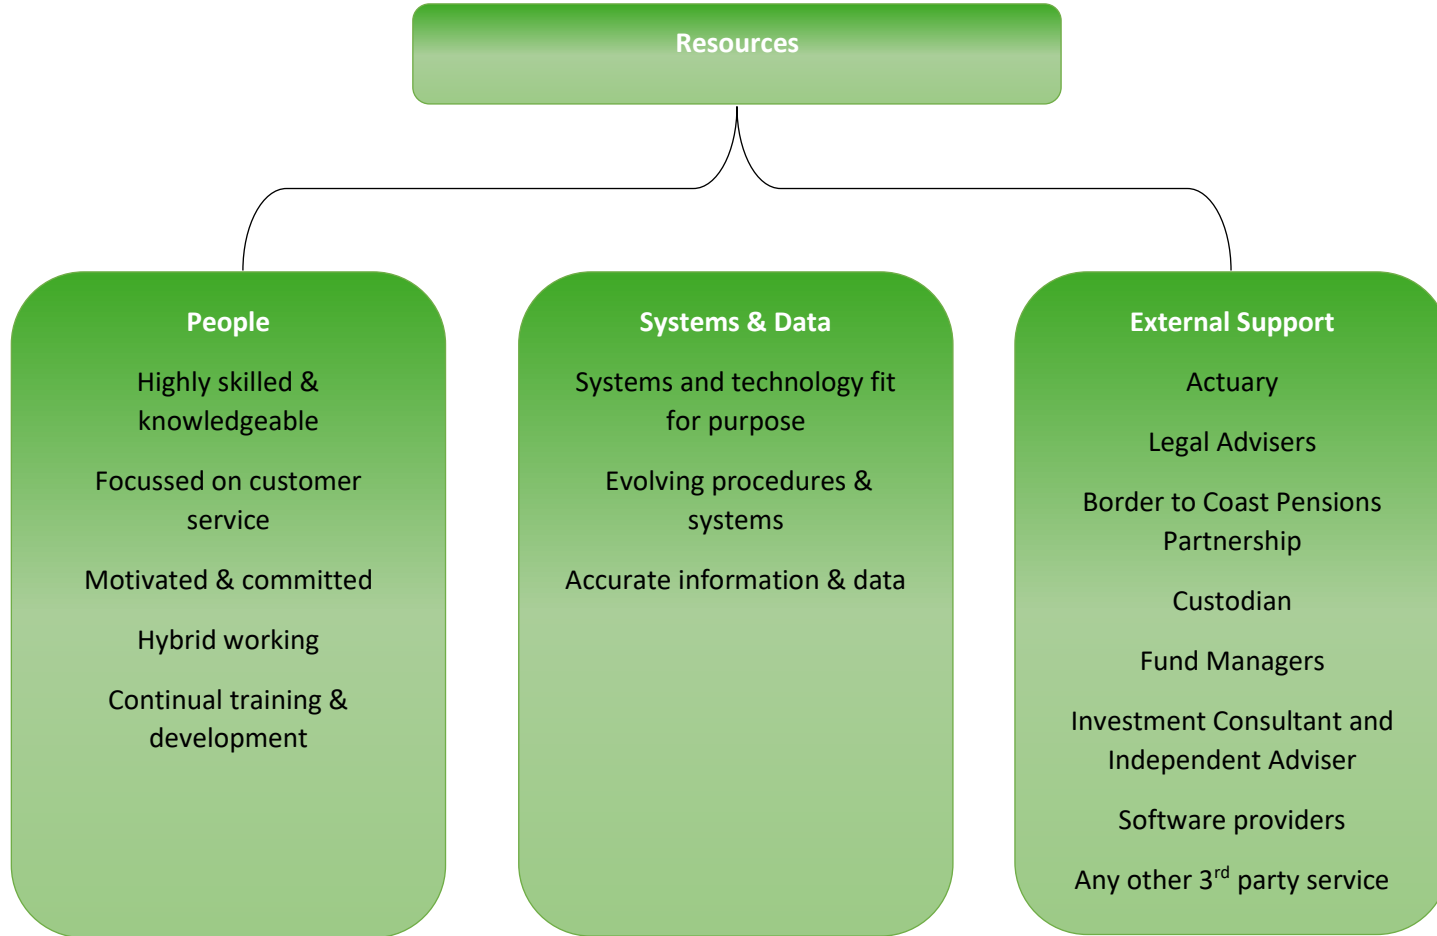 Resources
People
Highly skilled &
knowledgeable
Focussed on customer
service
Motivated & committed
Hybrid working
Continual training &
development
Systems & Data
Systems and technology fit
for purpose
Evolving procedures &
systems
Accurate information & data
External Support
Actuary
Legal Advisers
Border to Coast Pensions
Partnership
Custodian
Fund Managers
Investment Consultant and
Independent Adviser
Software providers
Any other 3rd party service